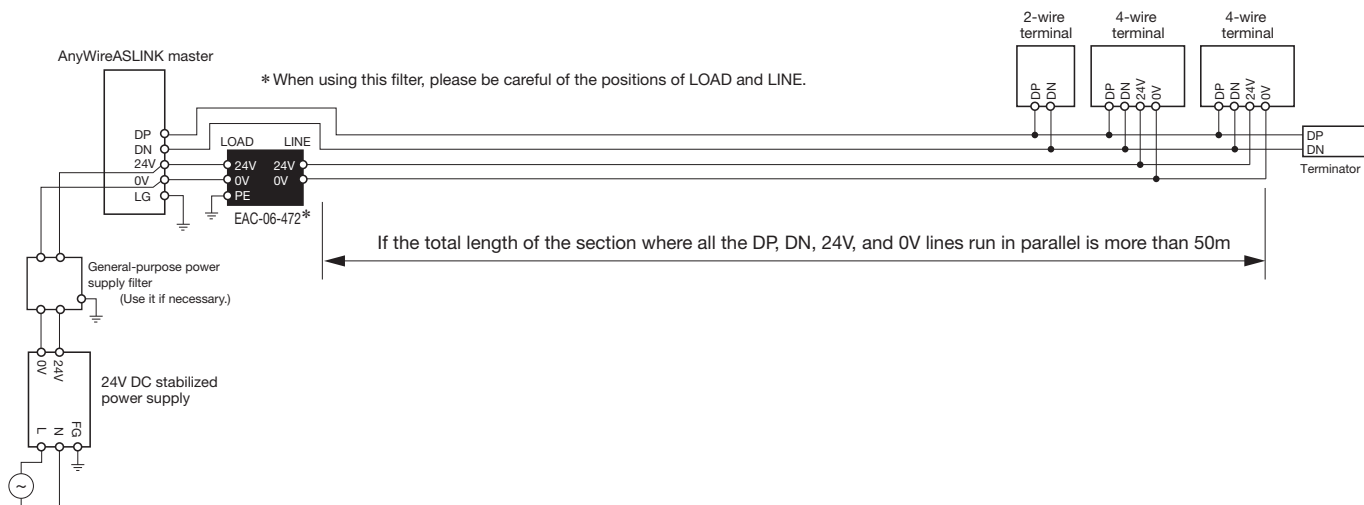 2-wire
terminal
4-wire
terminal
4-wire
terminal
AnyWireASLINK master
* When using this filter, please be careful of the positions of LOAD and LINE.
DP
DN
24V
0V
LG
LOAD LINE
24V 24V
0V 0V
PE
EAC-06-472*
DP
DN
DP
DN
24V
0V
DP
DN
24V
0V
DP
DN
Terminator
If the total length of the section where all the DP, DN, 24V, and 0V lines run in parallel is more than 50m
General-purpose power
supply filter
(Use it if necessary.)
0V
24V
24V DC stabilized
power supply
L
N
FG
~